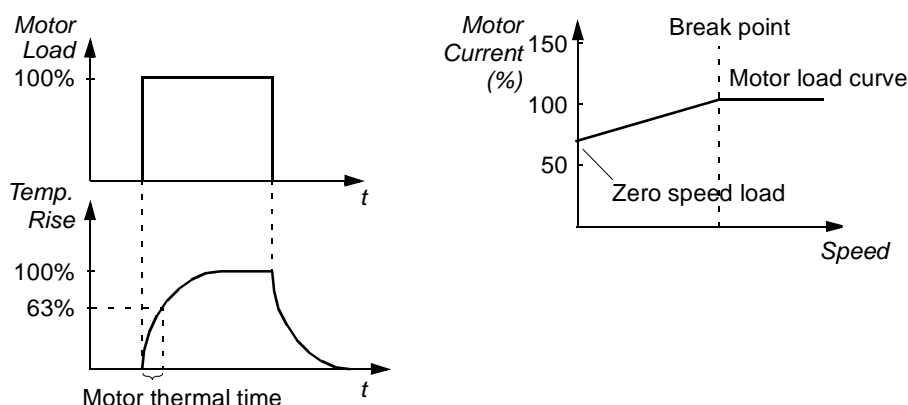 Motor
Load
100%
t
Temp.
Rise
100%
63%
t
Motor thermal time
Motor
Current
(%)
150
100
50
Break point
Motor load curve
Zero speed load
Speed